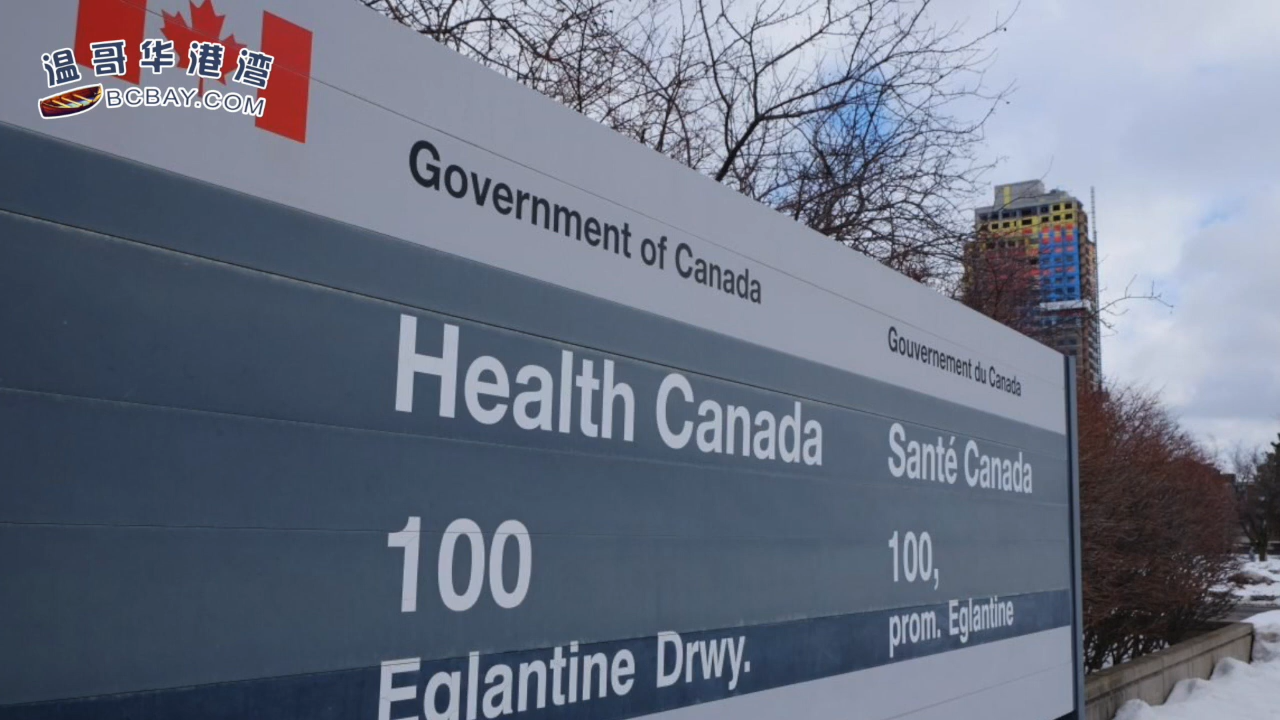 温哥华港湾
BCBAY.COM
Government of Canada
Gouvernement du Canada
Health Canada
Santé Canada
100
100,
Eglantine Drwy.
prom. Eglantine